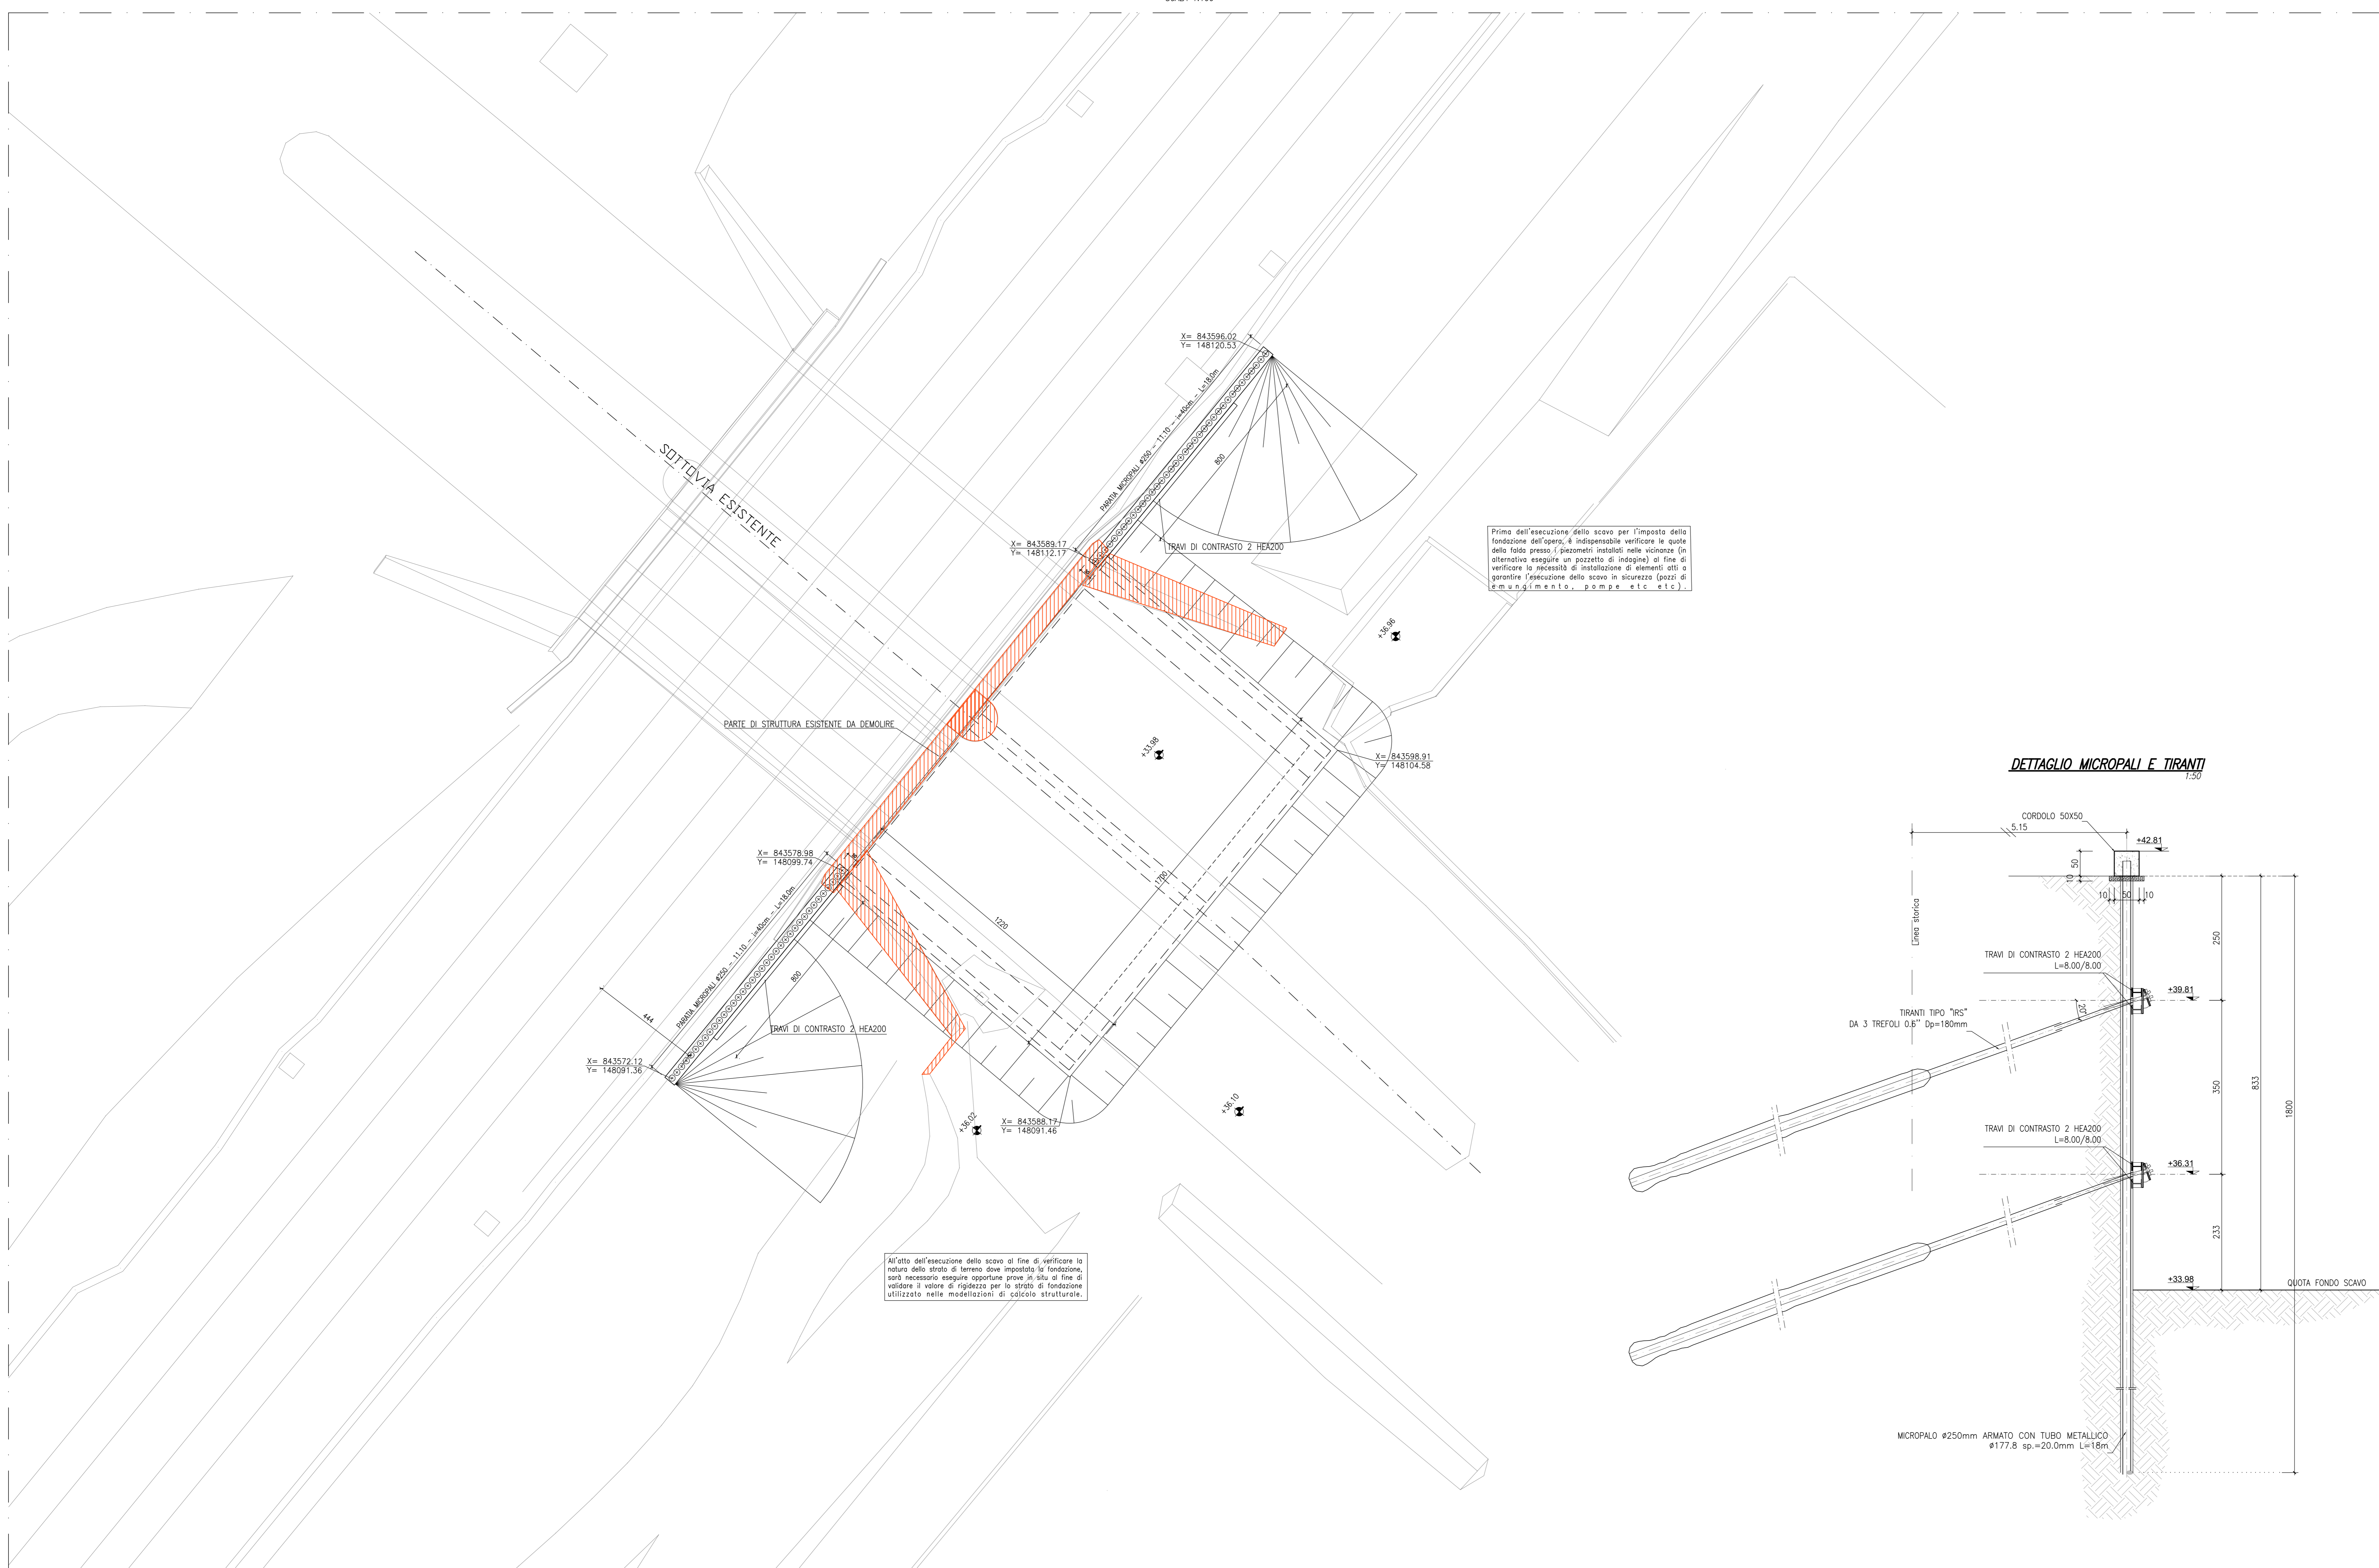 X= 843596.02
Y= 148120.53
PARATIA MICROPALI ø250 - 11.10 - i=40cm - L=18.0m
800
SOTTOVIA ESISTENTE
X= 843589.17
Y= 148112.17
TRAVI DI CONTRASTO 2 HEA200
Prima dell'esecuzione dello scavo per l'imposta della
fondazione dell'opera, è indispensabile verificare le quote
della falda presso i piezometri installati nelle vicinanze (in
alternativa eseguire un pozzetto di indagine) al fine di
verificare la necessità di installazione di elementi atti a
garantire l'esecuzione dello scavo in sicurezza (pozzi di
emungimento, pompe etc etc).
+36.96
PARTE DI STRUTTURA ESISTENTE DA DEMOLIRE
+33.98
X= 843598.91
Y= 148104.58
X= 843578.98
Y= 148099.74
1700
1220
PARATIA MICROPALI ø250 - 11.10 - i=40cm - L=18.0m
800
444
TRAVI DI CONTRASTO 2 HEA200
X= 843572.12
Y= 148091.36
+36.02
X= 843588.17
Y= 148091.46
+36.10
All'atto dell'esecuzione dello scavo al fine di verificare la
natura dello strato di terreno dove impostata la fondazione,
sarà necessario eseguire opportune prove in situ al fine di
validare il valore di rigidezza per lo strato di fondazione
utilizzato nelle modellazioni di calcolo strutturale.
DETTAGLIO MICROPALI E TIRANTI
1:50
CORDOLO 50X50
5.15
+42.81
50
10
10 50 10
Linea storica
250
TRAVI DI CONTRASTO 2 HEA200
L=8.00/8.00
+39.81
20°
TIRANTI TIPO "IRS"
DA 3 TREFOLI 0.6'' Dp=180mm
350
833
1800
TRAVI DI CONTRASTO 2 HEA200
L=8.00/8.00
+36.31
233
+33.98
QUOTA FONDO SCAVO
MICROPALO ø250mm ARMATO CON TUBO METALLICO
ø177.8 sp.=20.0mm L=18m